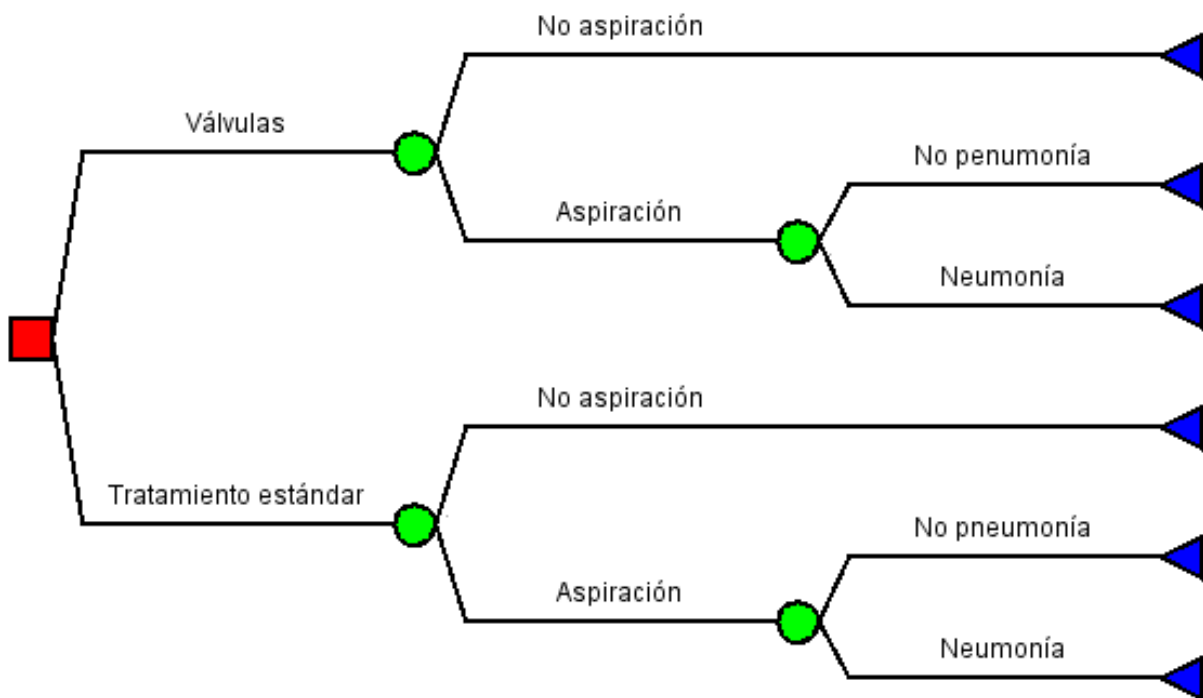 No aspiración
Válvulas
No penumonía
Aspiración
Neumonía
No aspiración
Tratamiento estándar
No pneumonía
Aspiración
Neumonía